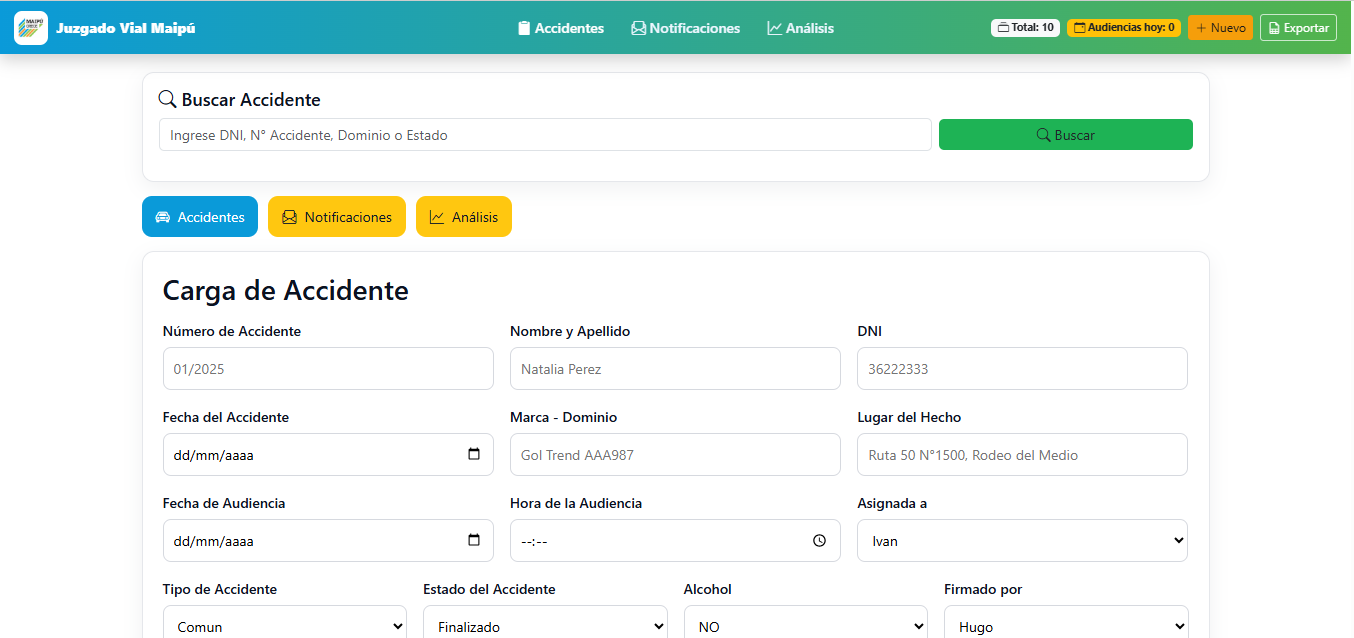 MAIPÚ
Juzgado Vial Maipú
Accidentes
Notificaciones
Análisis
Total: 10
Audiencias hoy: 0
+ Nuevo
Exportar
Buscar Accidente
Ingrese DNI, N° Accidente, Dominio o Estado
Buscar
Accidentes
Notificaciones
Análisis
Carga de Accidente
Número de Accidente
Nombre y Apellido
DNI
01/2025
Natalia Perez
36222333
Fecha del Accidente
Marca - Dominio
Lugar del Hecho
dd/mm/aaaa
Gol Trend AAA987
Ruta 50 N°1500, Rodeo del Medio
Fecha de Audiencia
Hora de la Audiencia
Asignada a
dd/mm/aaaa
--:--
Ivan
Tipo de Accidente
Estado del Accidente
Alcohol
Firmado por
Comun
Finalizado
NO
Hugo